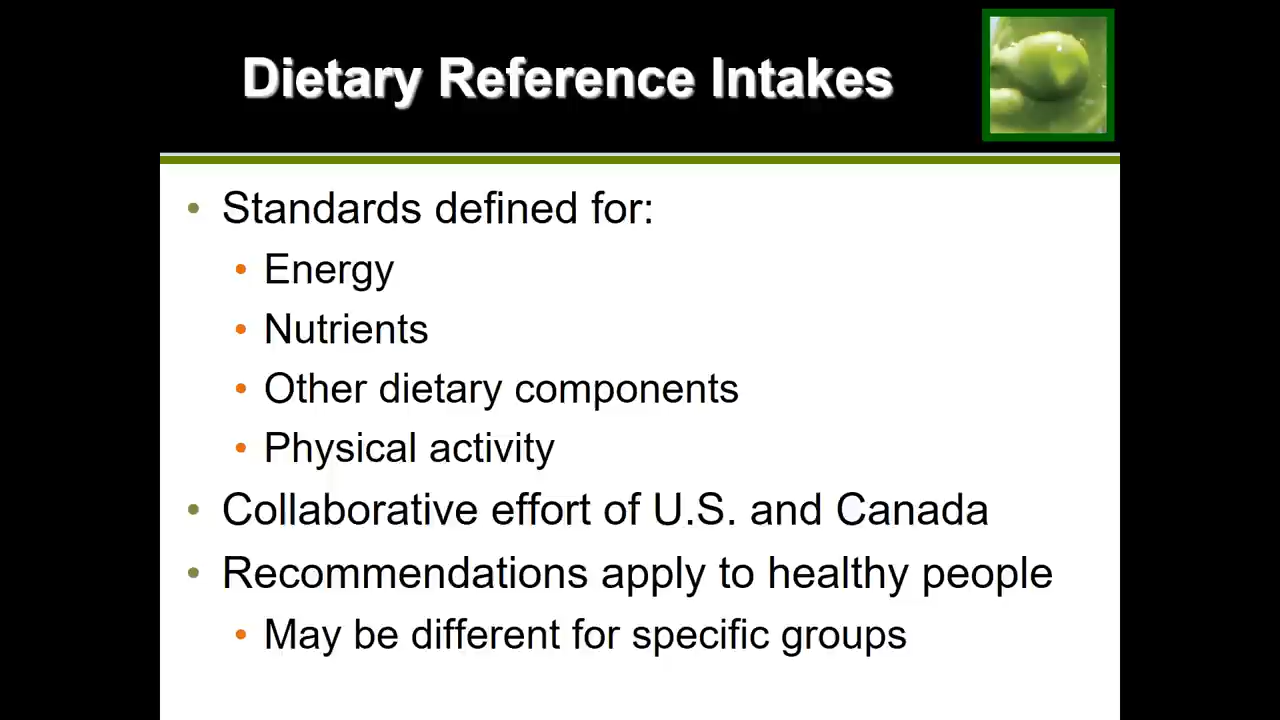 Dietary Reference Intakes
• Standards defined for:
• Energy
• Nutrients
• Other dietary components
• Physical activity
• Collaborative effort of U.S. and Canada
• Recommendations apply to healthy people
• May be different for specific groups